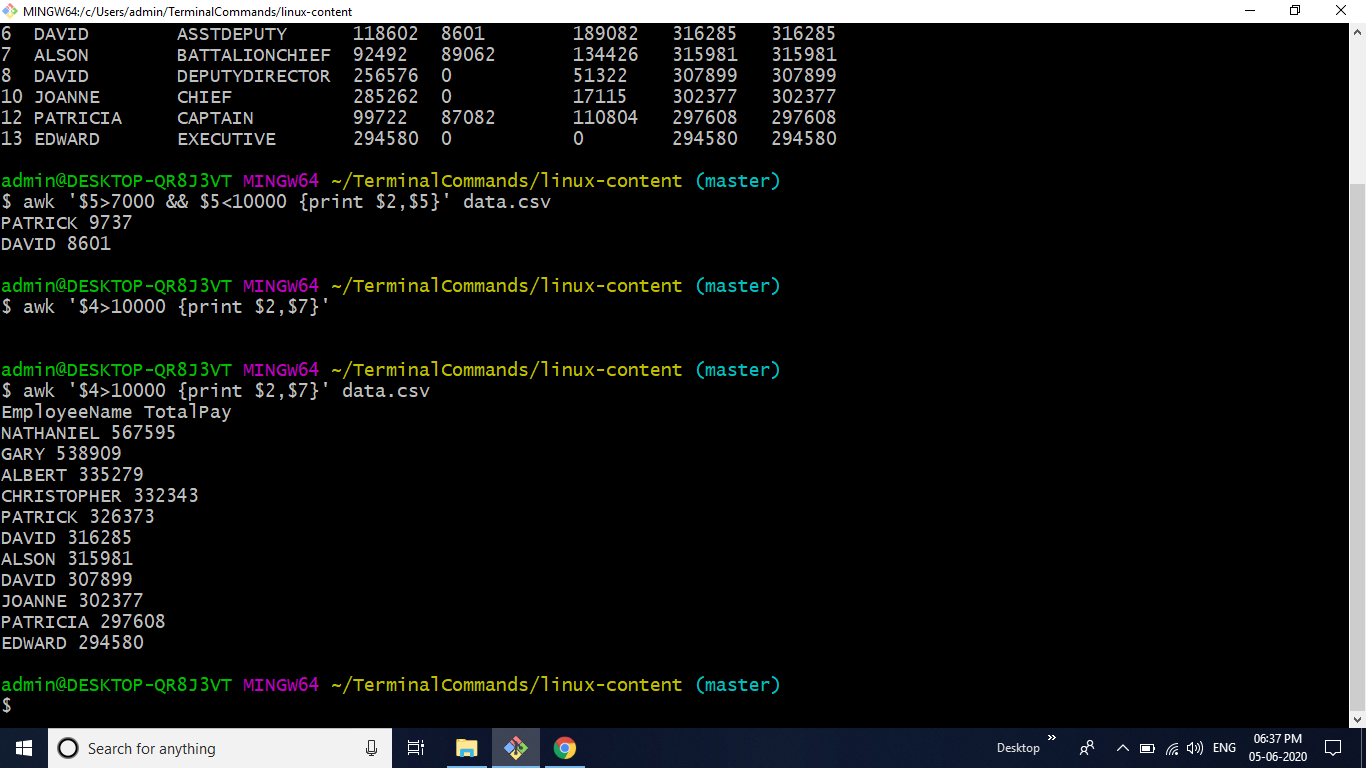 MINGW64:/c/Users/admin/TerminalCommands/linux-content
6 DAVID ASSTDEPUTY 118602 8601 189082 316285 316285
7 ALSON BATTALIONCHIEF 92492 89062 134426 315981 315981
8 DAVID DEPUTYDIRECTOR 256576 0 51322 307899 307899
10 JOANNE CHIEF 285262 0 17115 302377 302377
12 PATRICIA CAPTAIN 99722 87082 110804 297608 297608
13 EDWARD EXECUTIVE 294580 0 0 294580 294580
admin@DESKTOP-QR8J3VT MINGW64 ~/TerminalCommands/linux-content (master)
$ awk '$5>7000 && $5<10000 {print $2,$5}' data.csv
PATRICK 9737
DAVID 8601
admin@DESKTOP-QR8J3VT MINGW64 ~/TerminalCommands/linux-content (master)
$ awk '$4>10000 {print $2,$7}'
admin@DESKTOP-QR8J3VT MINGW64 ~/TerminalCommands/linux-content (master)
$ awk '$4>10000 {print $2,$7}' data.csv
EmployeeName TotalPay
NATHANIEL 567595
GARY 538909
ALBERT 335279
CHRISTOPHER 332343
PATRICK 326373
DAVID 316285
ALSON 315981
DAVID 307899
JOANNE 302377
PATRICIA 297608
EDWARD 294580
admin@DESKTOP-QR8J3VT MINGW64 ~/TerminalCommands/linux-content (master)
$
Search for anything
Desktop
ENG
06:37 PM
05-06-2020